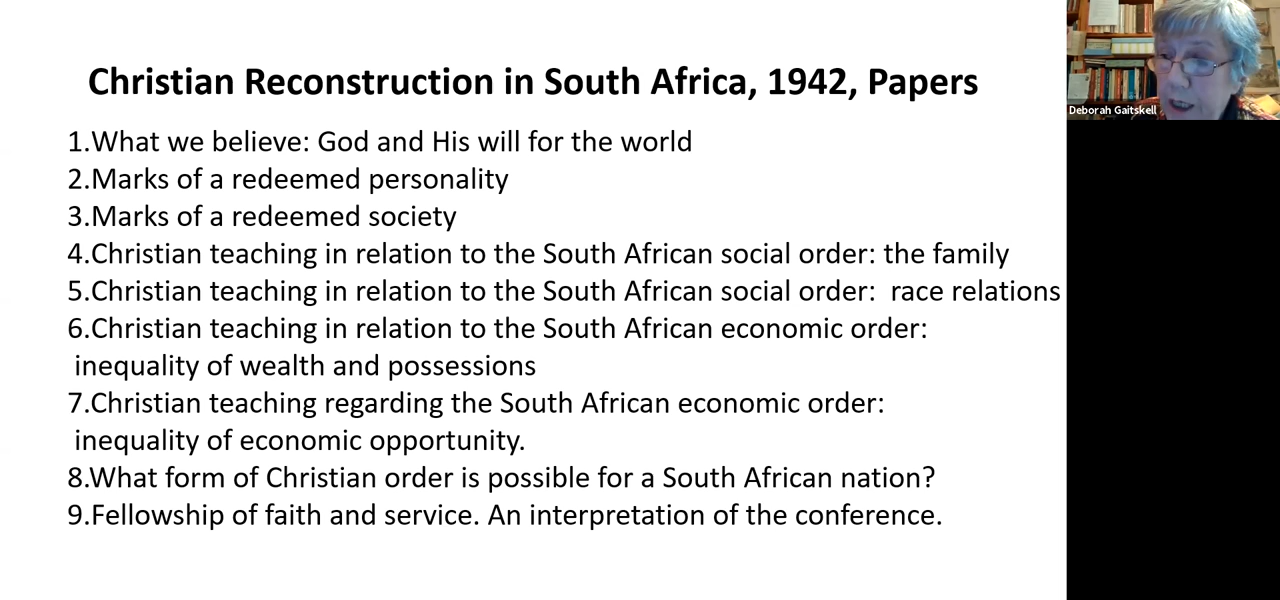 Christian Reconstruction in South Africa, 1942, Papers
Deborah Gaitskell
1.What we believe: God and His will for the world
2.Marks of a redeemed personality
3.Marks of a redeemed society
4.Christian teaching in relation to the South African social order: the family
5.Christian teaching in relation to the South African social order:  race relations
6.Christian teaching in relation to the South African economic order:
inequality of wealth and possessions
7.Christian teaching regarding the South African economic order:
inequality of economic opportunity.
8.What form of Christian order is possible for a South African nation?
9.Fellowship of faith and service. An interpretation of the conference.